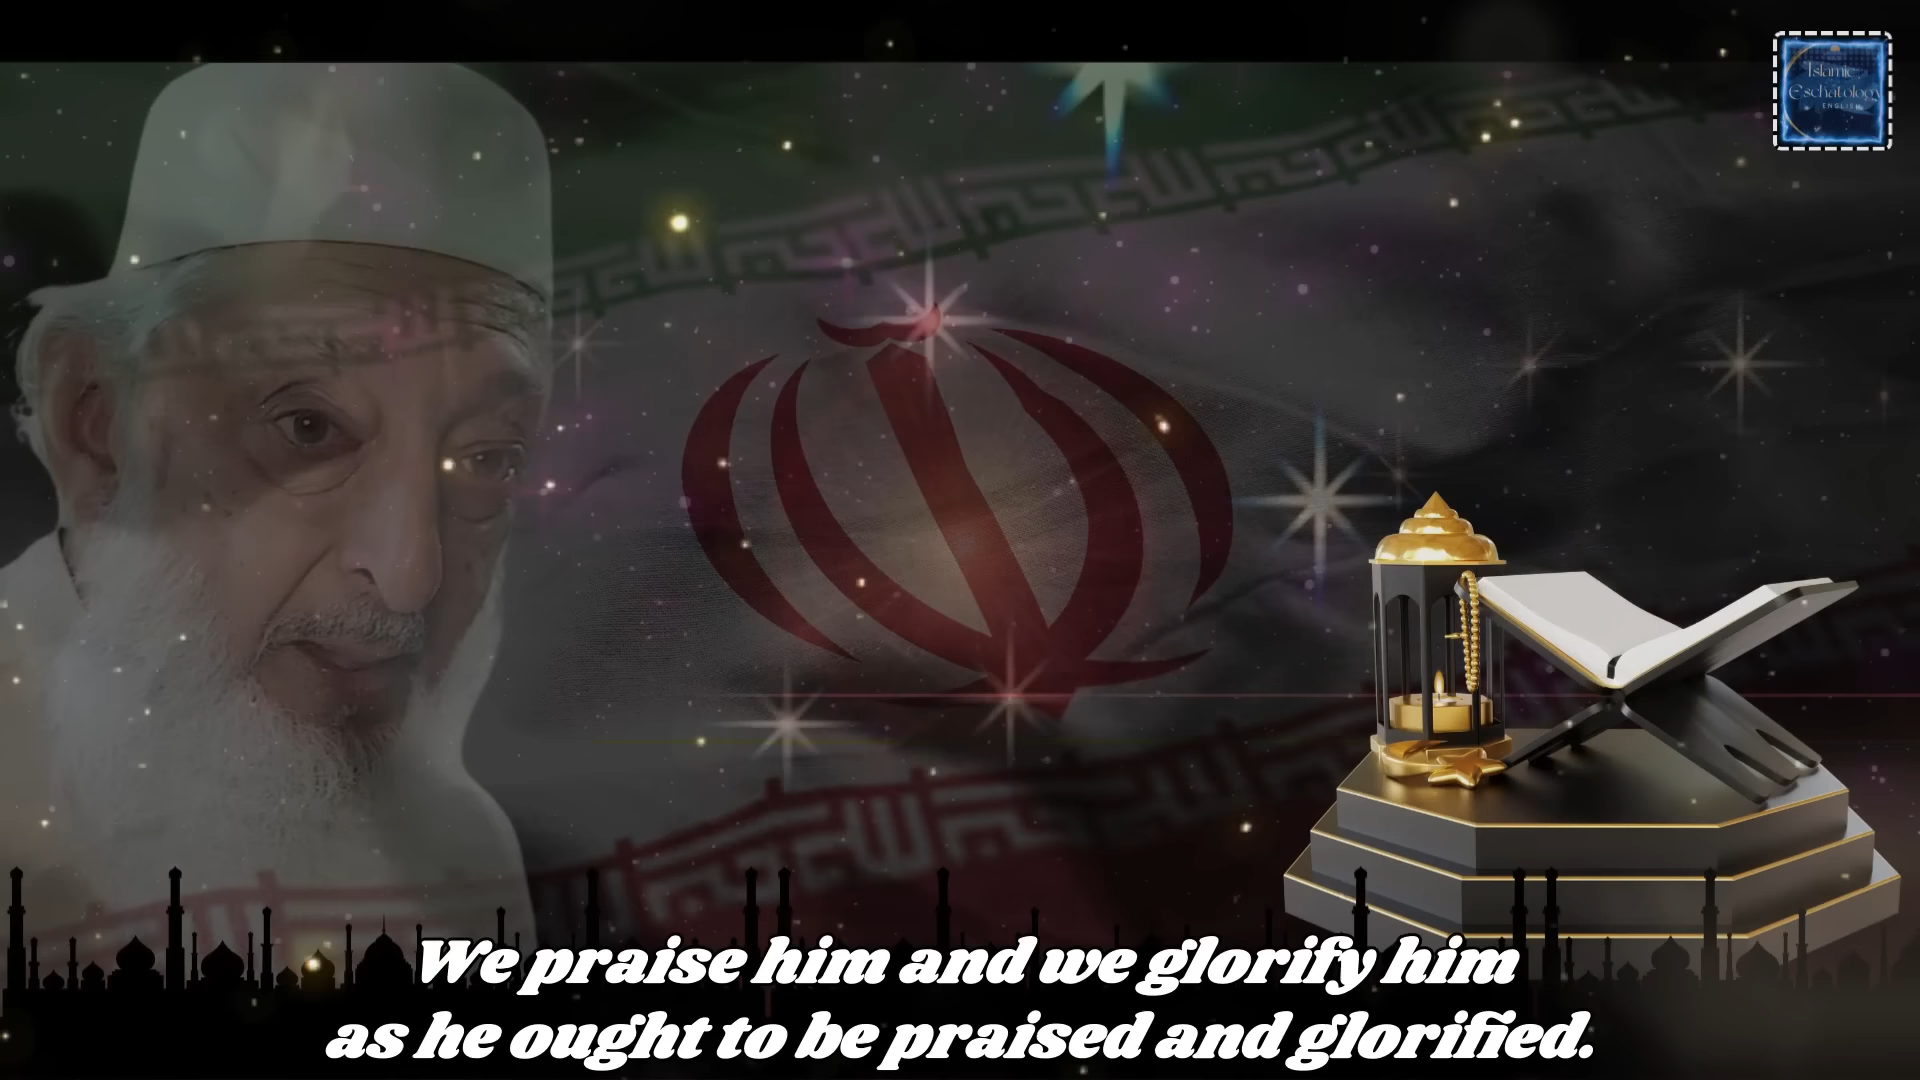 Islamic
Eschatology
ENGLISH
We praise him and we glorify him
as he ought to be praised and glorified.